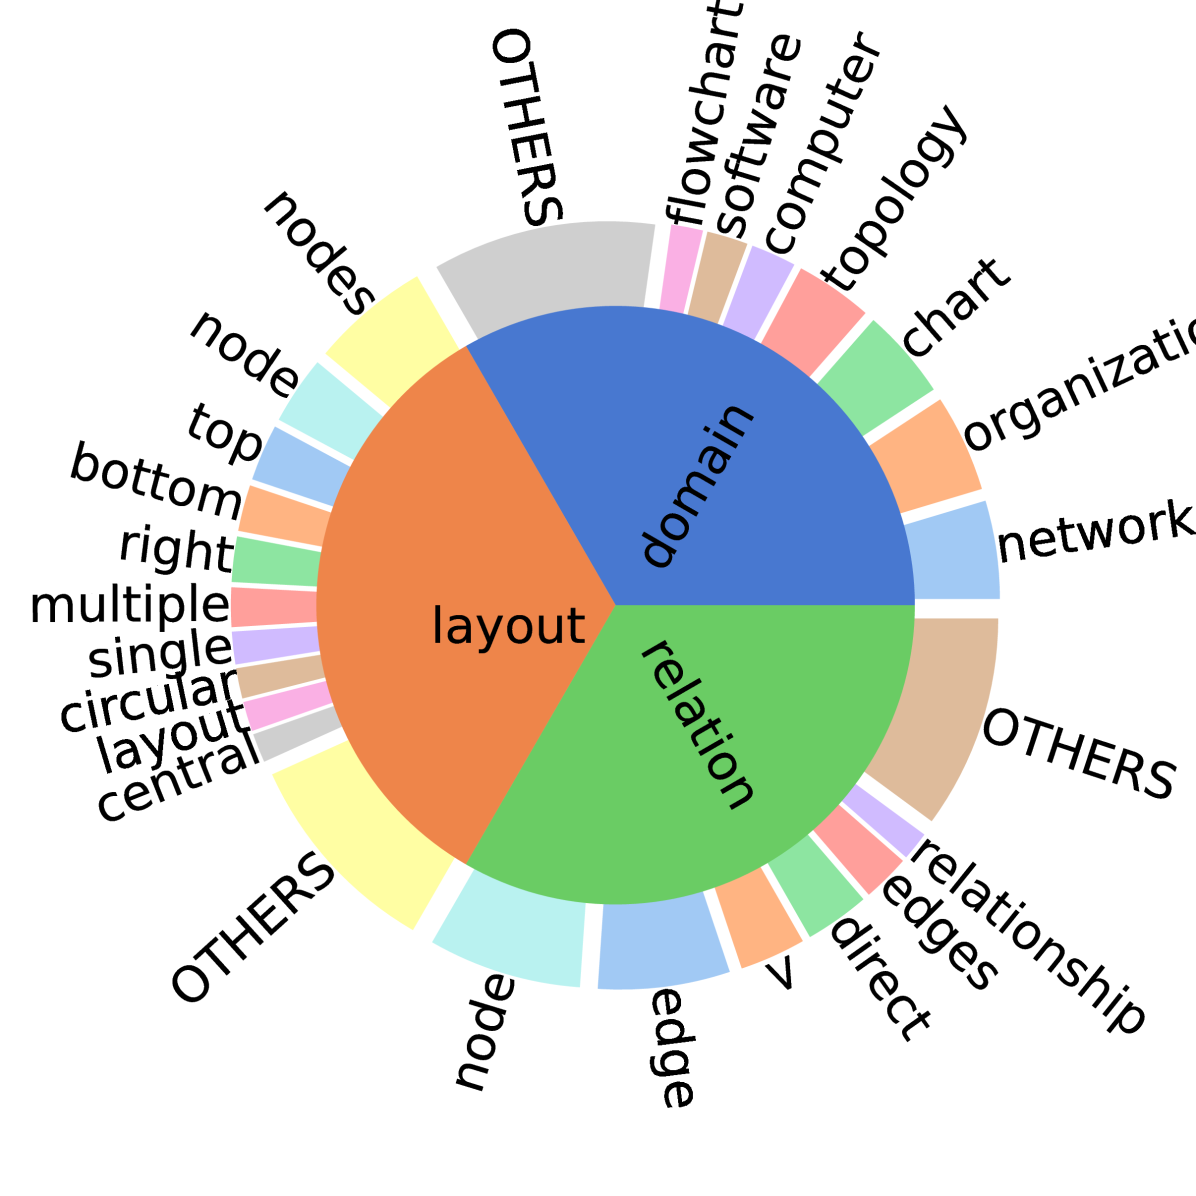 OTHERS
flowchart
software
computer
topology
chart
organizatio
network
nodes
node
top
bottom
right
multiple
single
circular
layout
central
OTHERS
domain
layout
relation
OTHERS
relationship
edges
direct
>
edge
node